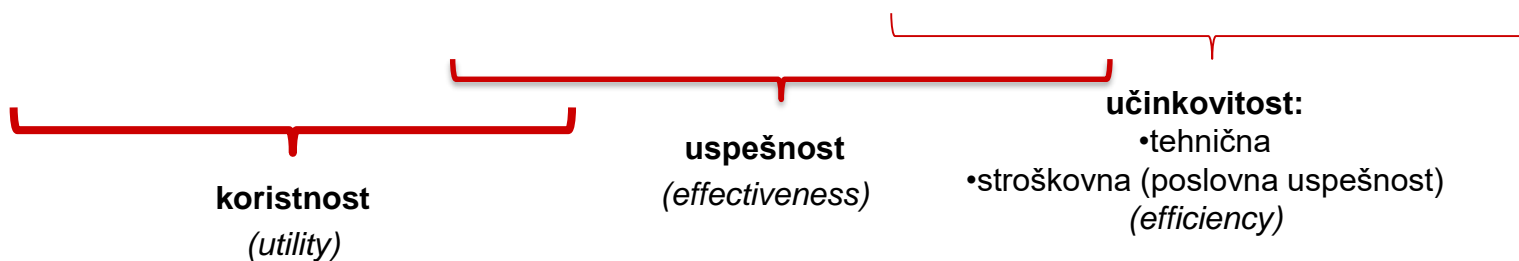 koristnost
(utility)
uspešnost
(effectiveness)
učinkovitost:
•tehnična
•stroškovna (poslovna uspešnost)
(efficiency)